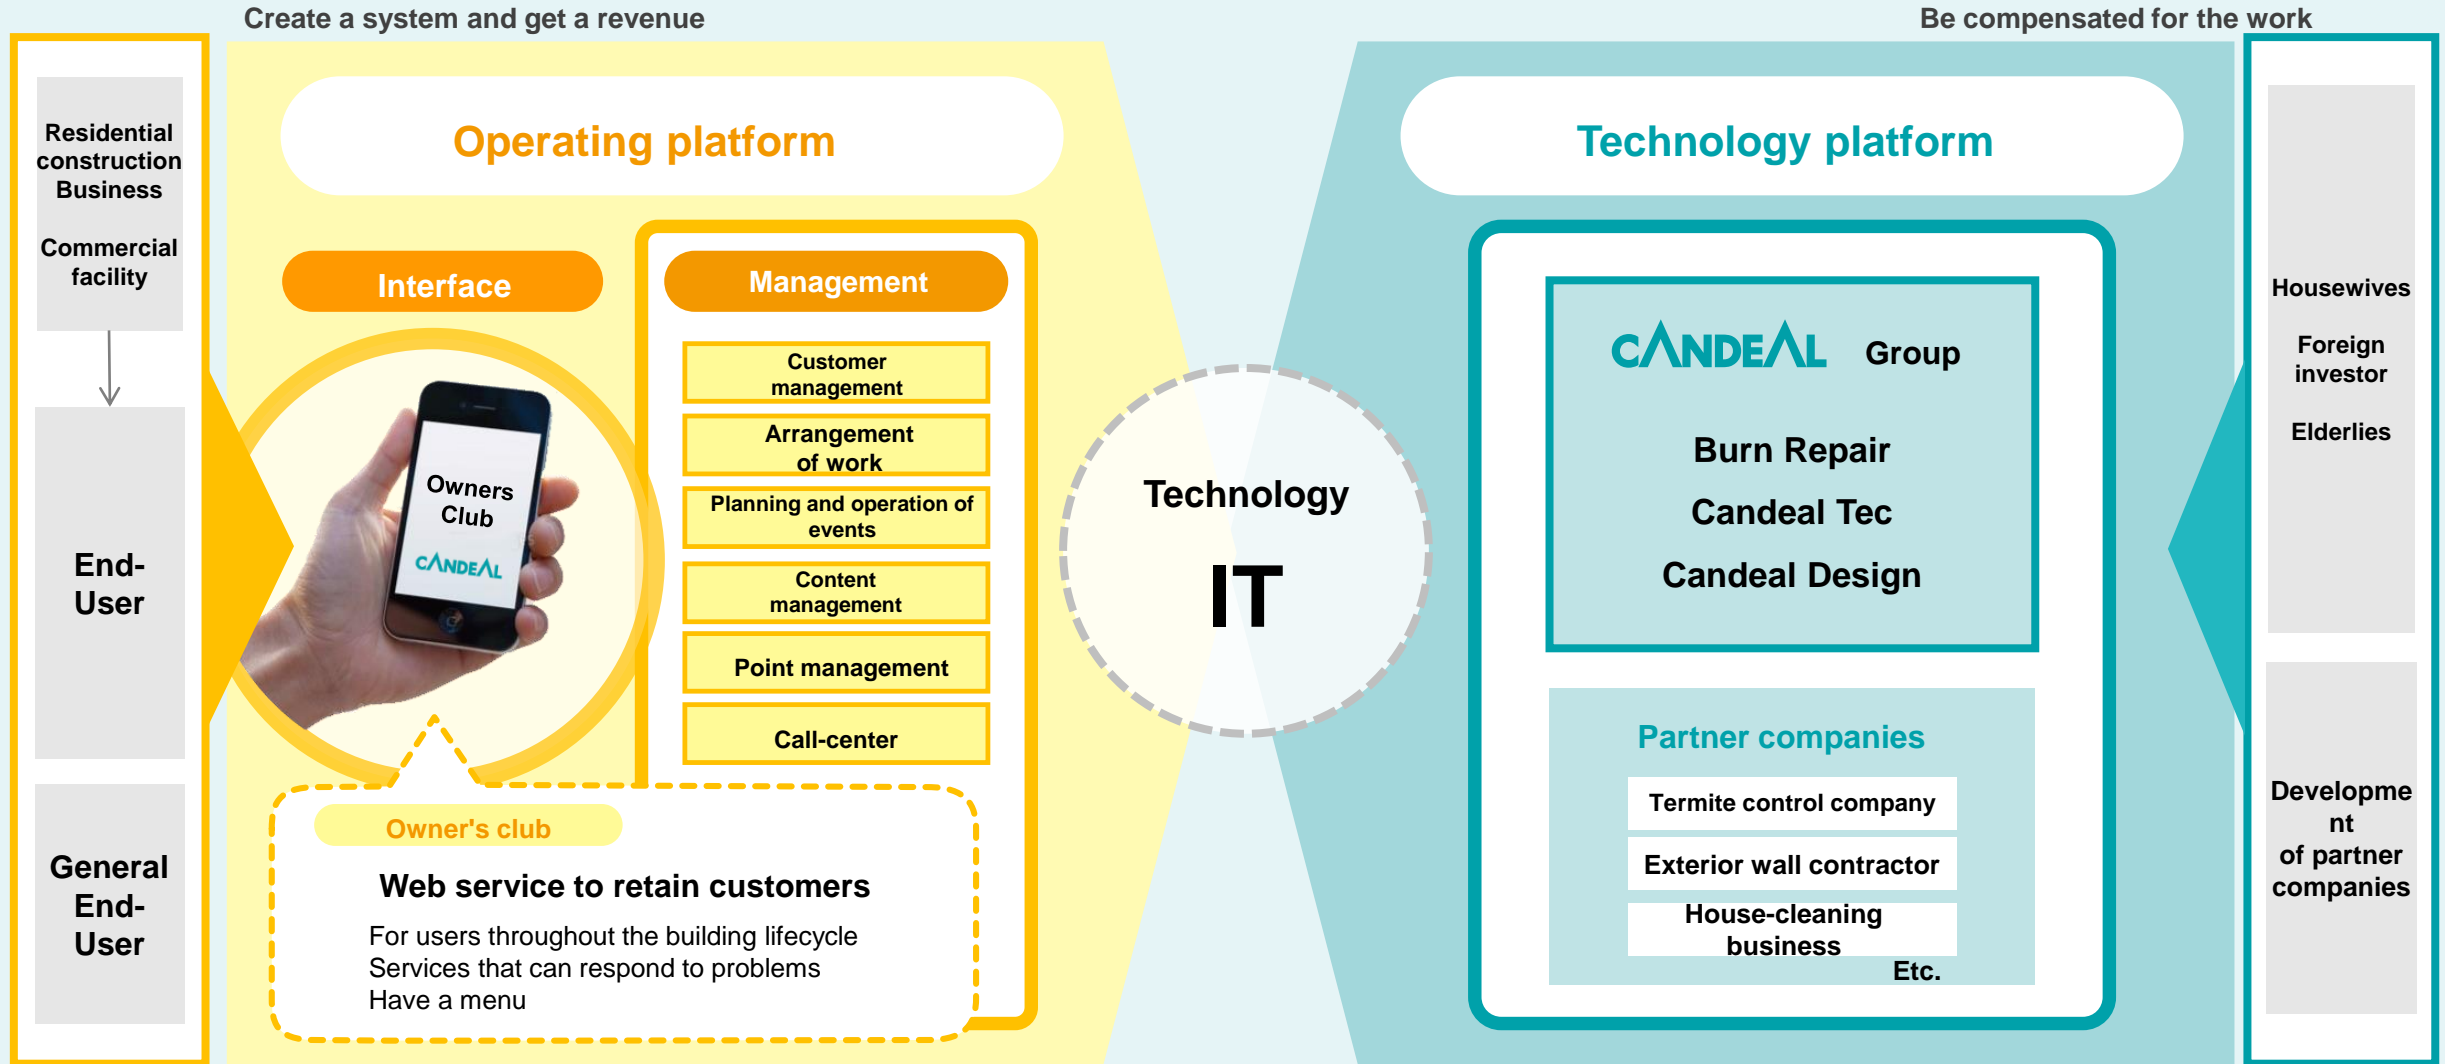 Create a system and get a revenue
Be compensated for the work
Residential
construction
Business
Commercial
facility
End-
User
General
End-
User
Operating platform
Interface
Owners
Club
CANDEAL
Management
Customer
management
Arrangement
of work
Planning and operation of
events
Content
management
Point management
Call-center
Owner's club
Web service to retain customers
For users throughout the building lifecycle
Services that can respond to problems
Have a menu
Technology
IT
Technology platform
CANDEAL Group
Burn Repair
Candeal Tec
Candeal Design
Partner companies
Termite control company
Exterior wall contractor
House-cleaning
business
Etc.
Housewives
Foreign
investor
Elderlies
Developme
nt
of partner
companies